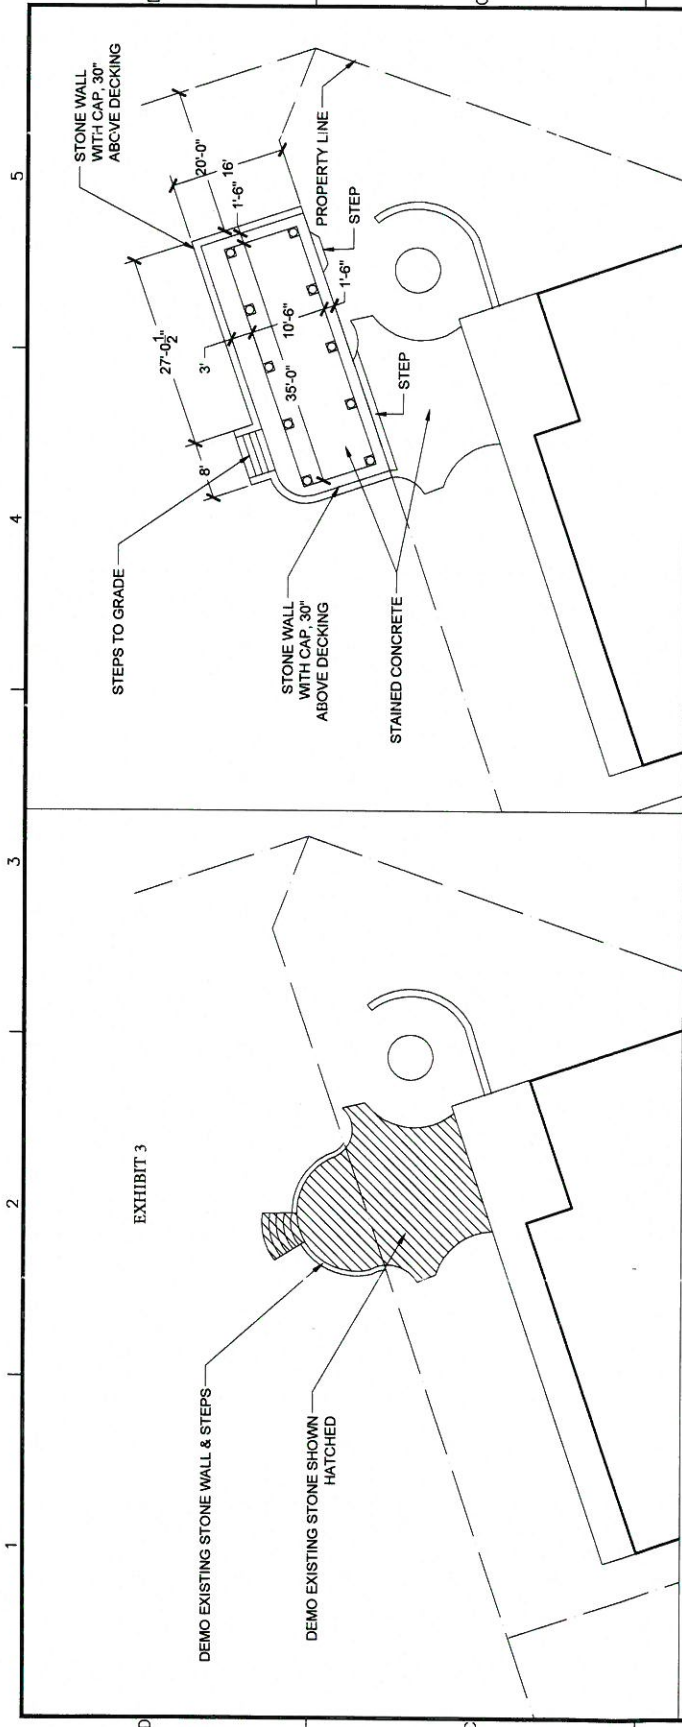 1
2
3
4
5
EXHIBIT 3
DEMO EXISTING STONE WALL & STEPS
DEMO EXISTING STONE SHOWN
HATCHED
STONE WALL
WITH CAP, 30"
ABOVE DECKING
20'-0"
16'
1'-6"
27'-0 1/2"
8'
3'
10'-6"
35'-0"
1'-6"
PROPERTY LINE
STEP
STEP
STEPS TO GRADE
STONE WALL
WITH CAP, 30"
ABOVE DECKING
STAINED CONCRETE
D
C